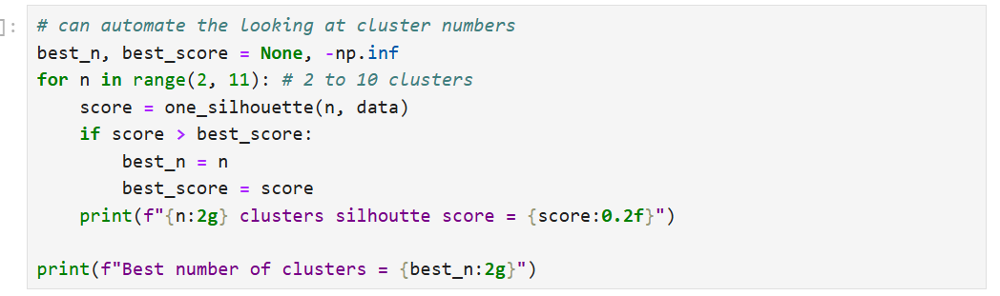 ]:
# can automate the looking at cluster numbers
best_n, best_score = None, -np.inf
for n in range(2, 11): # 2 to 10 clusters
    score = one_silhouette(n, data)
    if score > best_score:
        best_n = n
        best_score = score
    print(f"{n:2g} clusters silhoutte score = {score:0.2f}")

print(f"Best number of clusters = {best_n:2g}")